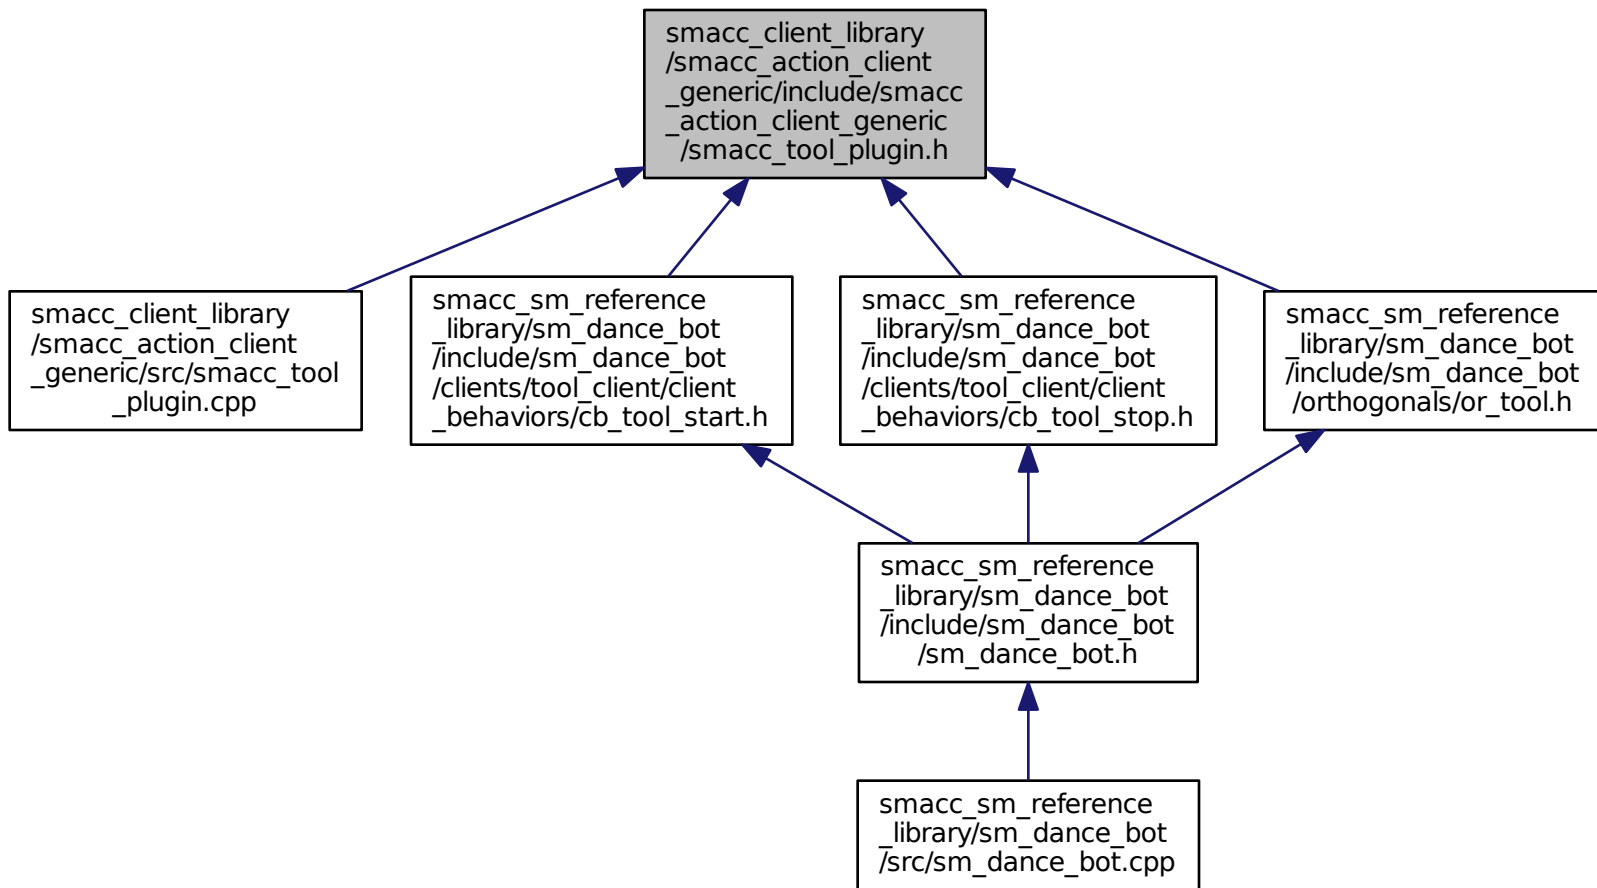 smacc_client_library
/smacc_action_client
_generic/include/smacc
_action_client_generic
/smacc_tool_plugin.h
smacc_client_library
/smacc_action_client
_generic/src/smacc_tool
_plugin.cpp
smacc_sm_reference
_library/sm_dance_bot
/include/sm_dance_bot
/clients/tool_client/client
_behaviors/cb_tool_start.h
smacc_sm_reference
_library/sm_dance_bot
/include/sm_dance_bot
/clients/tool_client/client
_behaviors/cb_tool_stop.h
smacc_sm_reference
_library/sm_dance_bot
/include/sm_dance_bot
/orthogonals/or_tool.h
smacc_sm_reference
_library/sm_dance_bot
/include/sm_dance_bot
/sm_dance_bot.h
smacc_sm_reference
_library/sm_dance_bot
/src/sm_dance_bot.cpp